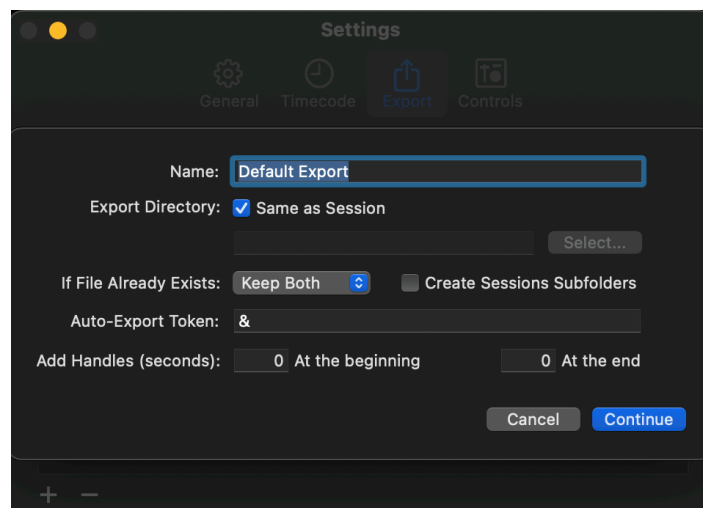 Settings
General Timecode Export Controls
Name: Default Export
Export Directory: Same as Session
Select...
If File Already Exists: Keep Both Create Sessions Subfolders
Auto-Export Token: &
Add Handles (seconds): 0 At the beginning 0 At the end
Cancel Continue